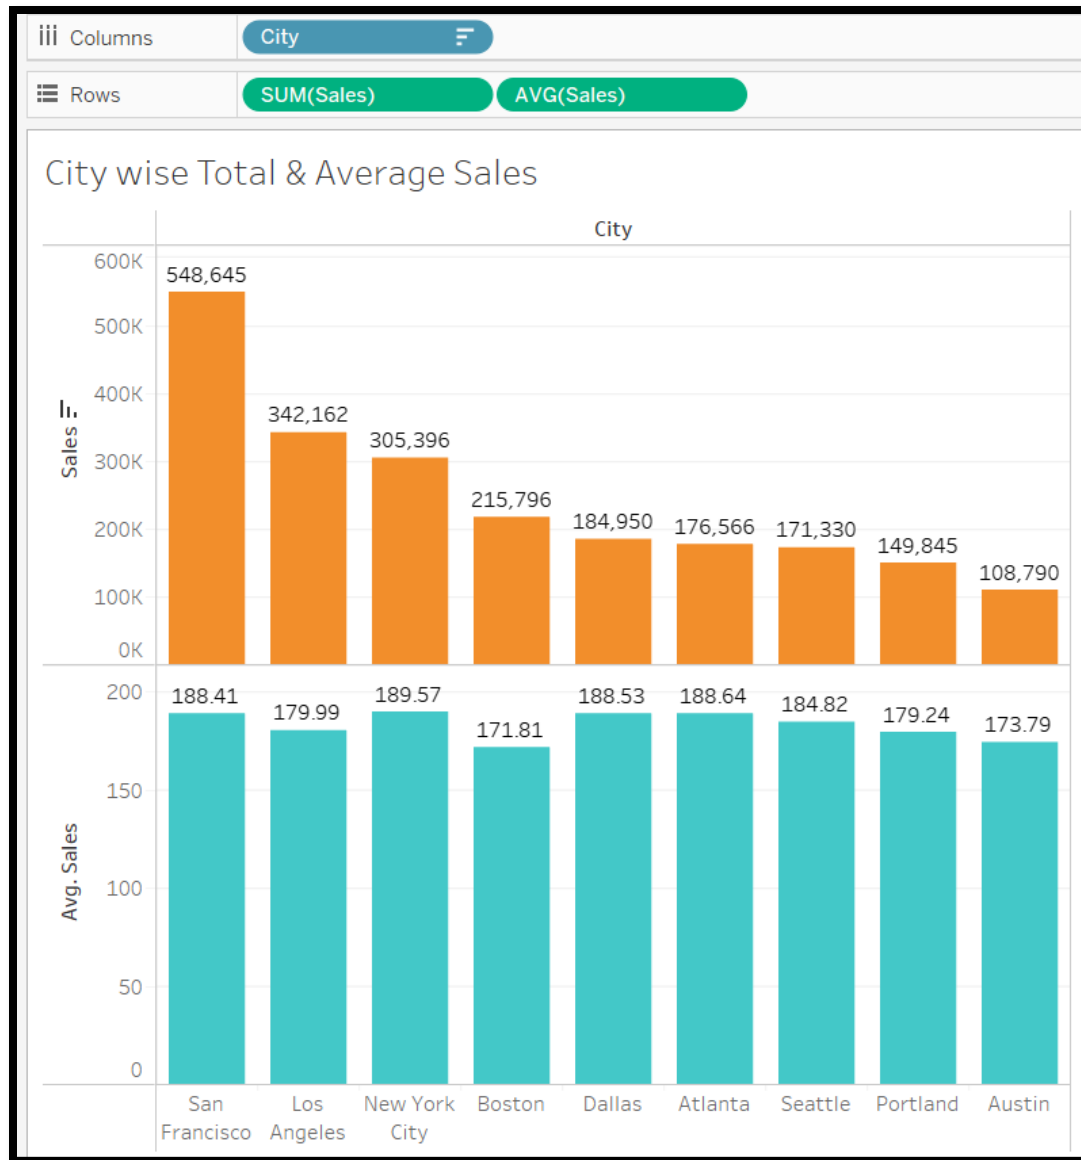 Columns City
Rows SUM(Sales) AVG(Sales)
City wise Total & Average Sales
City
600K
500K
400K
300K
200K
100K
0K
Sales
548,645
342,162
305,396
215,796
184,950
176,566
171,330
149,845
108,790
200
150
100
50
0
Avg. Sales
188.41
179.99
189.57
171.81
188.53
188.64
184.82
179.24
173.79
San
Francisco
Los
Angeles
New York
City
Boston
Dallas
Atlanta
Seattle
Portland
Austin